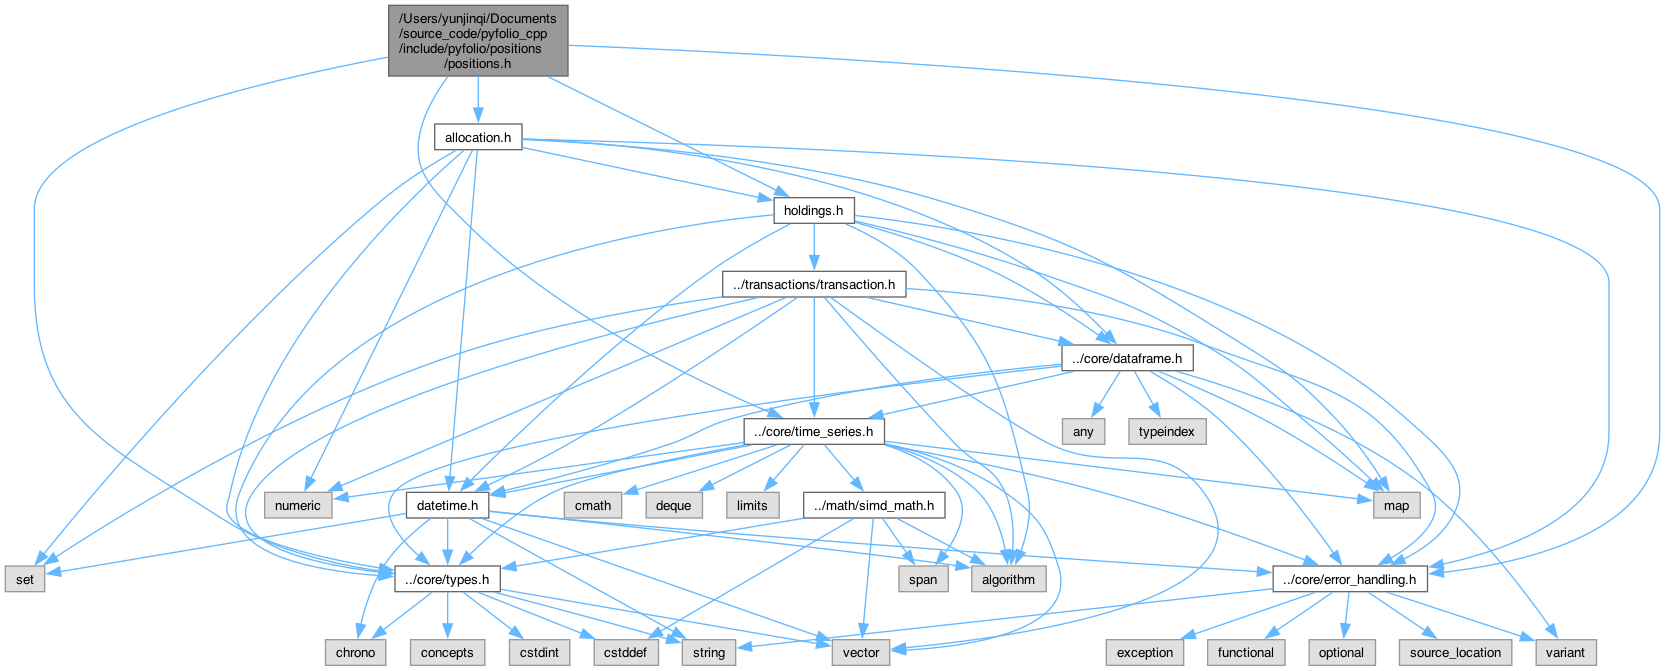 /Users/yunjinqi/Documents
/source_code/pyfolio_cpp
/include/pyfolio/positions
/positions.h
allocation.h
holdings.h
../transactions/transaction.h
../core/dataframe.h
any
typeindex
../core/time_series.h
numeric
datetime.h
cmath
deque
limits
../math/simd_math.h
map
set
../core/types.h
span
algorithm
../core/error_handling.h
chrono
concepts
cstdint
cstddef
string
vector
exception
functional
optional
source_location
variant